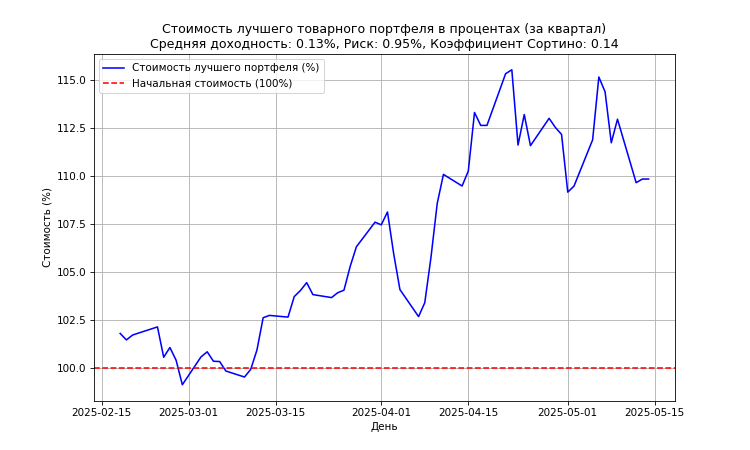 Стоимость лучшего товарного портфеля в процентах (за квартал)
Средняя доходность: 0.13%, Риск: 0.95%, Коэффициент Сортино: 0.14
Стоимость лучшего портфеля (%)
Начальная стоимость (100%)
Стоимость (%)
115.0
112.5
110.0
107.5
105.0
102.5
100.0
2025-02-15
2025-03-01
2025-03-15
2025-04-01
2025-04-15
2025-05-01
2025-05-15
День